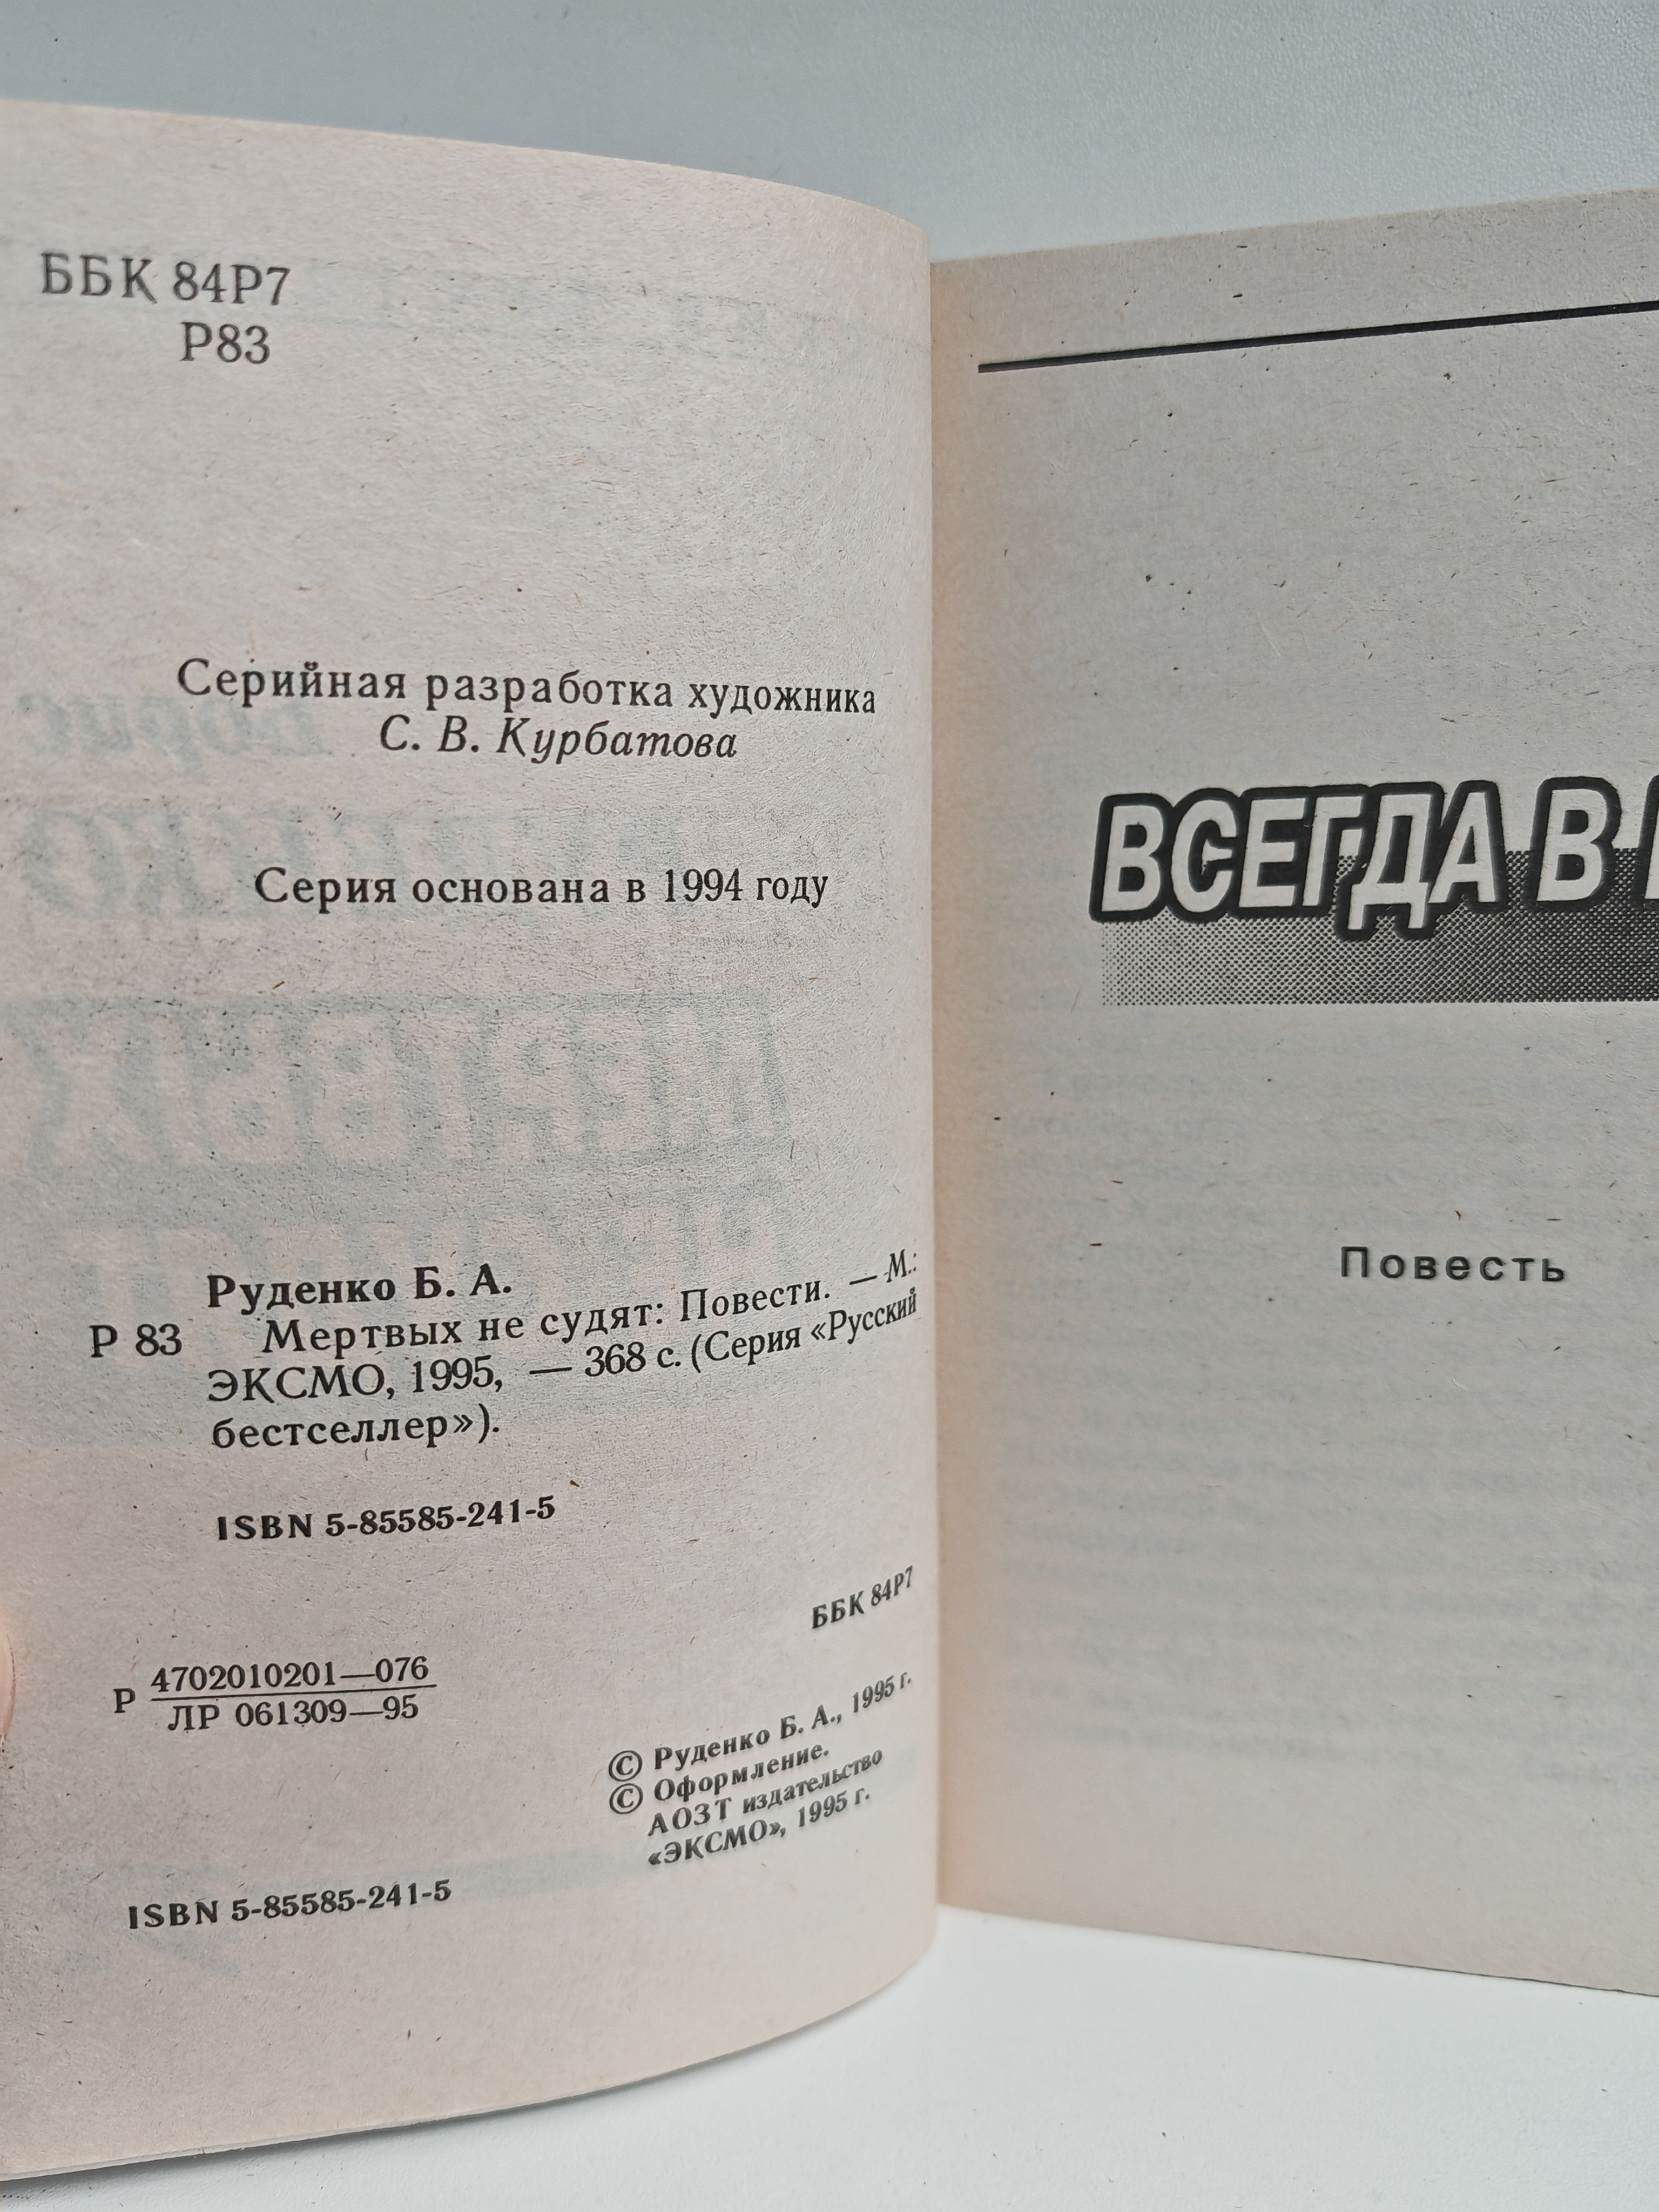 ББК 84Р7
Р83
Серийная разработка художника
С. В. Курбатова
Серия основана в 1994 году
Руденко Б. А.
Р 83 Мертвых не судят: Повести. — М.:
ЭКСМО, 1995, — 368 с. (Серия «Русский
бестселлер»).
ISBN 5-85585-241-5
ББК 84Р7
Р 4702010201—076
ЛР 061309—95
© Руденко Б. А., 1995 г.
© Оформление.
АОЗТ издательство
«ЭКСМО», 1995 г.
ISBN 5-85585-241-5
ВСЕГДА В
Повесть